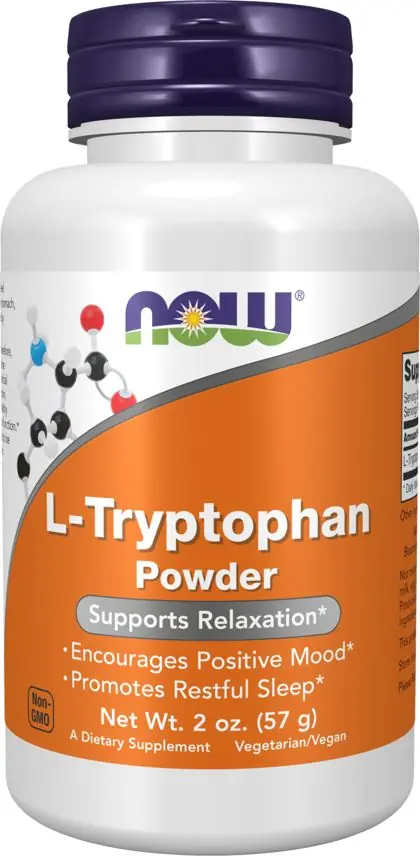 now®
L-Tryptophan
Powder
Supports Relaxation*
• Encourages Positive Mood*
• Promotes Restful Sleep*
Non-
GMO
Net Wt. 2 oz. (57 g)
A Dietary Supplement Vegetarian/Vegan